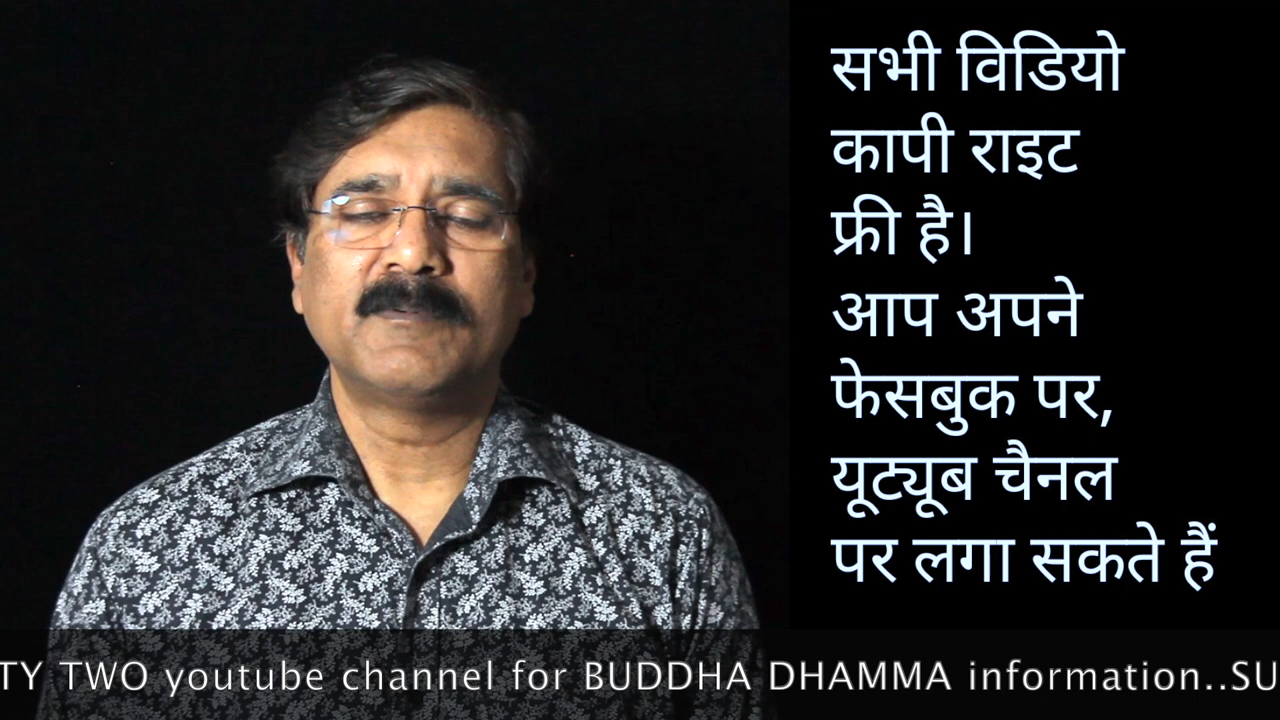 सभी विडियो
कापी राइट
फ्री है।
आप अपने
फेसबुक पर,
यूट्यूब चैनल
पर लगा सकते हैं
TY TWO youtube channel for BUDDHA DHAMMA information..SU